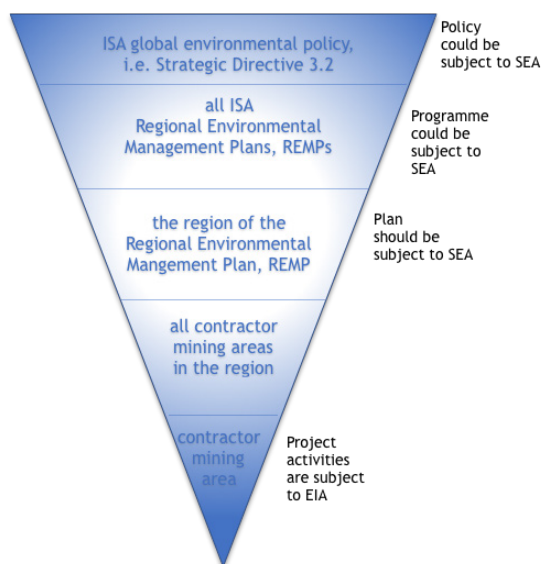 ISA global environmental policy,
i.e. Strategic Directive 3.2
Policy
could be
subject to SEA
all ISA
Regional Environmental
Management Plans, REMPs
Programme
could be
subject to
SEA
the region of the
Regional Environmental
Mangement Plan, REMP
Plan
should be
subject to SEA
all contractor
mining areas
in the region
contractor
mining
area
Project
activities
are subject
to EIA